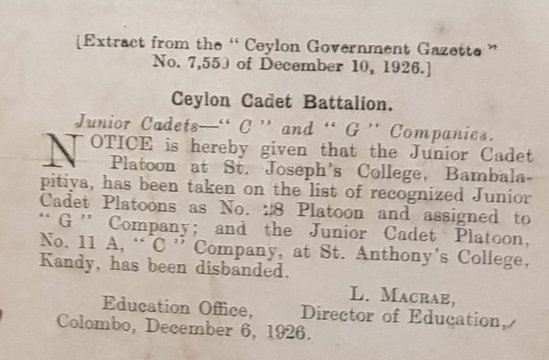 [Extract from the “ Ceylon Government Gazette ”
No. of December 10, 1926.]
Ceylon Cadet Battalion.
Junior Cadets—“ C ” and “ G ” Companies.
NOTICE is hereby given that the Junior Cadet
Platoon at St. Joseph’s College, Bambala-
pitiya, has been taken on the list of recognized Junior
Cadet Platoons as No. Platoon and assigned to
“ G ” Company; and the Junior Cadet Platoon,
No. 11 A, “ C ” Company, at St. Anthony’s College,
Kandy, has been disbanded.
L. MACRAE,
Education Office, Director of Education,
Colombo, December 6, 1926.